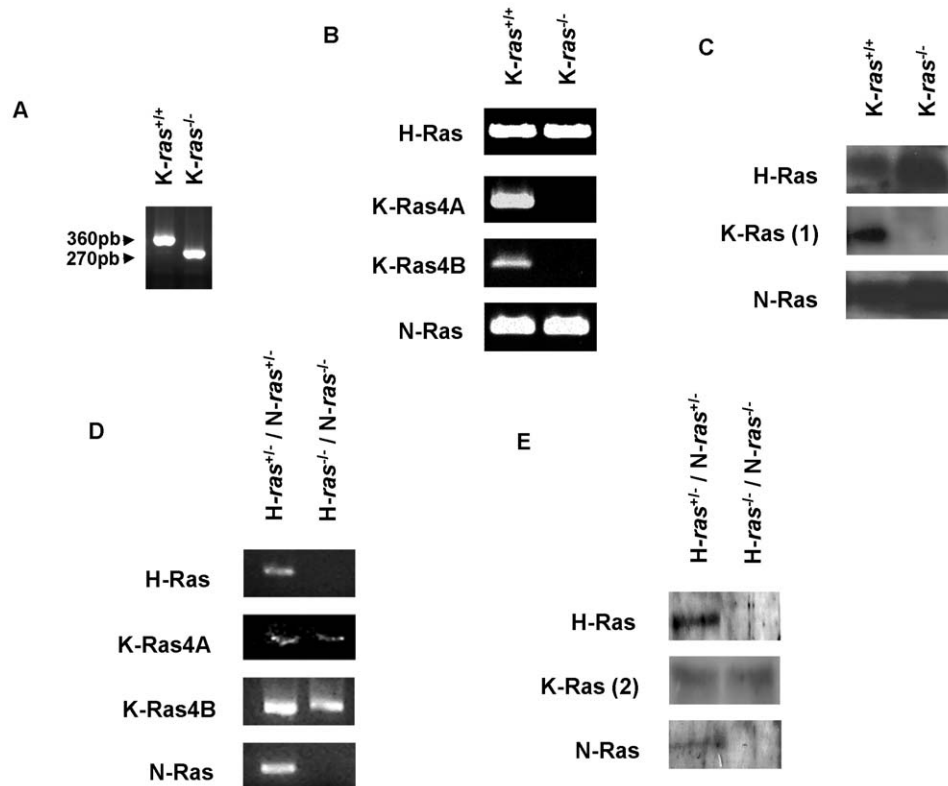 A
K-ras+/+
K-ras-/-
360pb
270pb
B
K-ras+/+
K-ras-/-
H-Ras
K-Ras4A
K-Ras4B
N-Ras
C
K-ras+/+
K-ras-/-
H-Ras
K-Ras (1)
N-Ras
D
H-ras+/- / N-ras+/-
H-ras-/- / N-ras-/-
H-Ras
K-Ras4A
K-Ras4B
N-Ras
E
H-ras+/- / N-ras+/-
H-ras-/- / N-ras-/-
H-Ras
K-Ras (2)
N-Ras